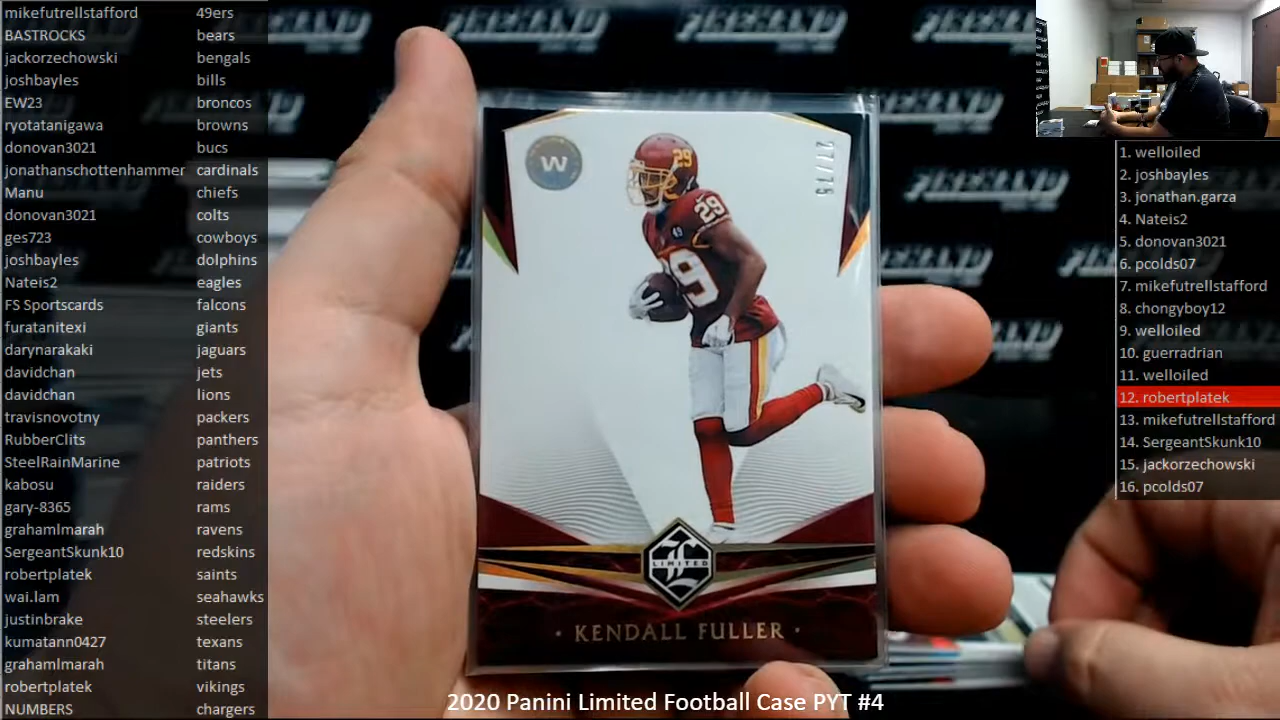 mikefutrellstafford 49ers
BASTROCKS bears
jackorzechowski bengals
joshbayles bills
EW23 broncos
ryotatanigawa browns
donovan3021 bucs
jonathanschottenhammer cardinals
Manu chiefs
donovan3021 colts
ges723 cowboys
joshbayles dolphins
Nateis2 eagles
FS Sportscards falcons
furatanitexi giants
darynarakaki jaguars
davidchan jets
davidchan lions
travisnovotny packers
RubberClits panthers
SteelRainMarine patriots
kabosu raiders
gary-8365 rams
grahamlmarah ravens
SergeantSkunk10 redskins
robertplatek saints
wai.lam seahawks
justinbrake steelers
kumatann0427 texans
grahamlmarah titans
robertplatek vikings
NUMBERS chargers
W
27/75
29
29
49
29
LIMITED
· KENDALL FULLER ·
2020 Panini Limited Football Case PYT #4
1. welloiled
2. joshbayles
3. jonathan.garza
4. Nateis2
5. donovan3021
6. pcolds07
7. mikefutrellstafford
8. chongyboy12
9. welloiled
10. guerradrian
11. welloiled
12. robertplatek
13. mikefutrellstafford
14. SergeantSkunk10
15. jackorzechowski
16. pcolds07